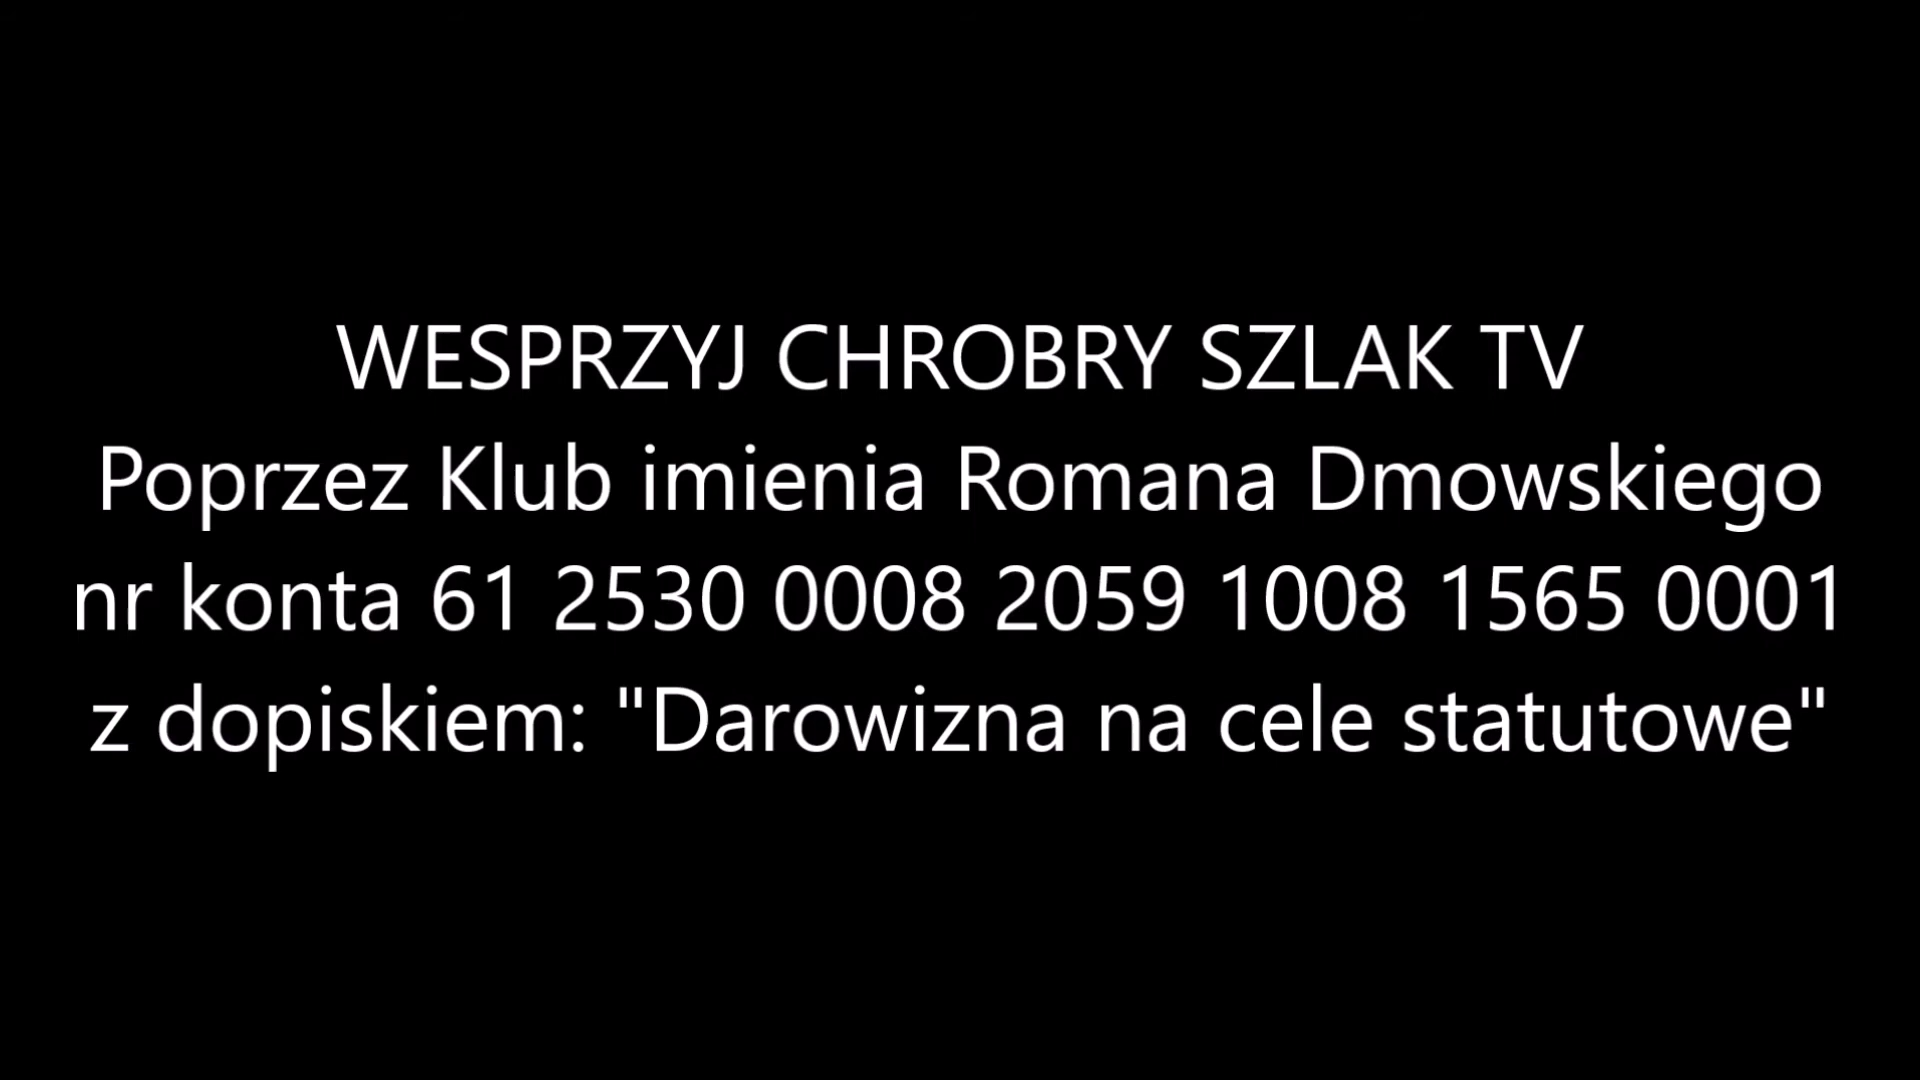 WESPRZYJ CHROBRY SZLAK TV
Poprzez Klub imienia Romana Dmowskiego
nr konta 61 2530 0008 2059 1008 1565 0001
z dopiskiem: "Darowizna na cele statutowe"